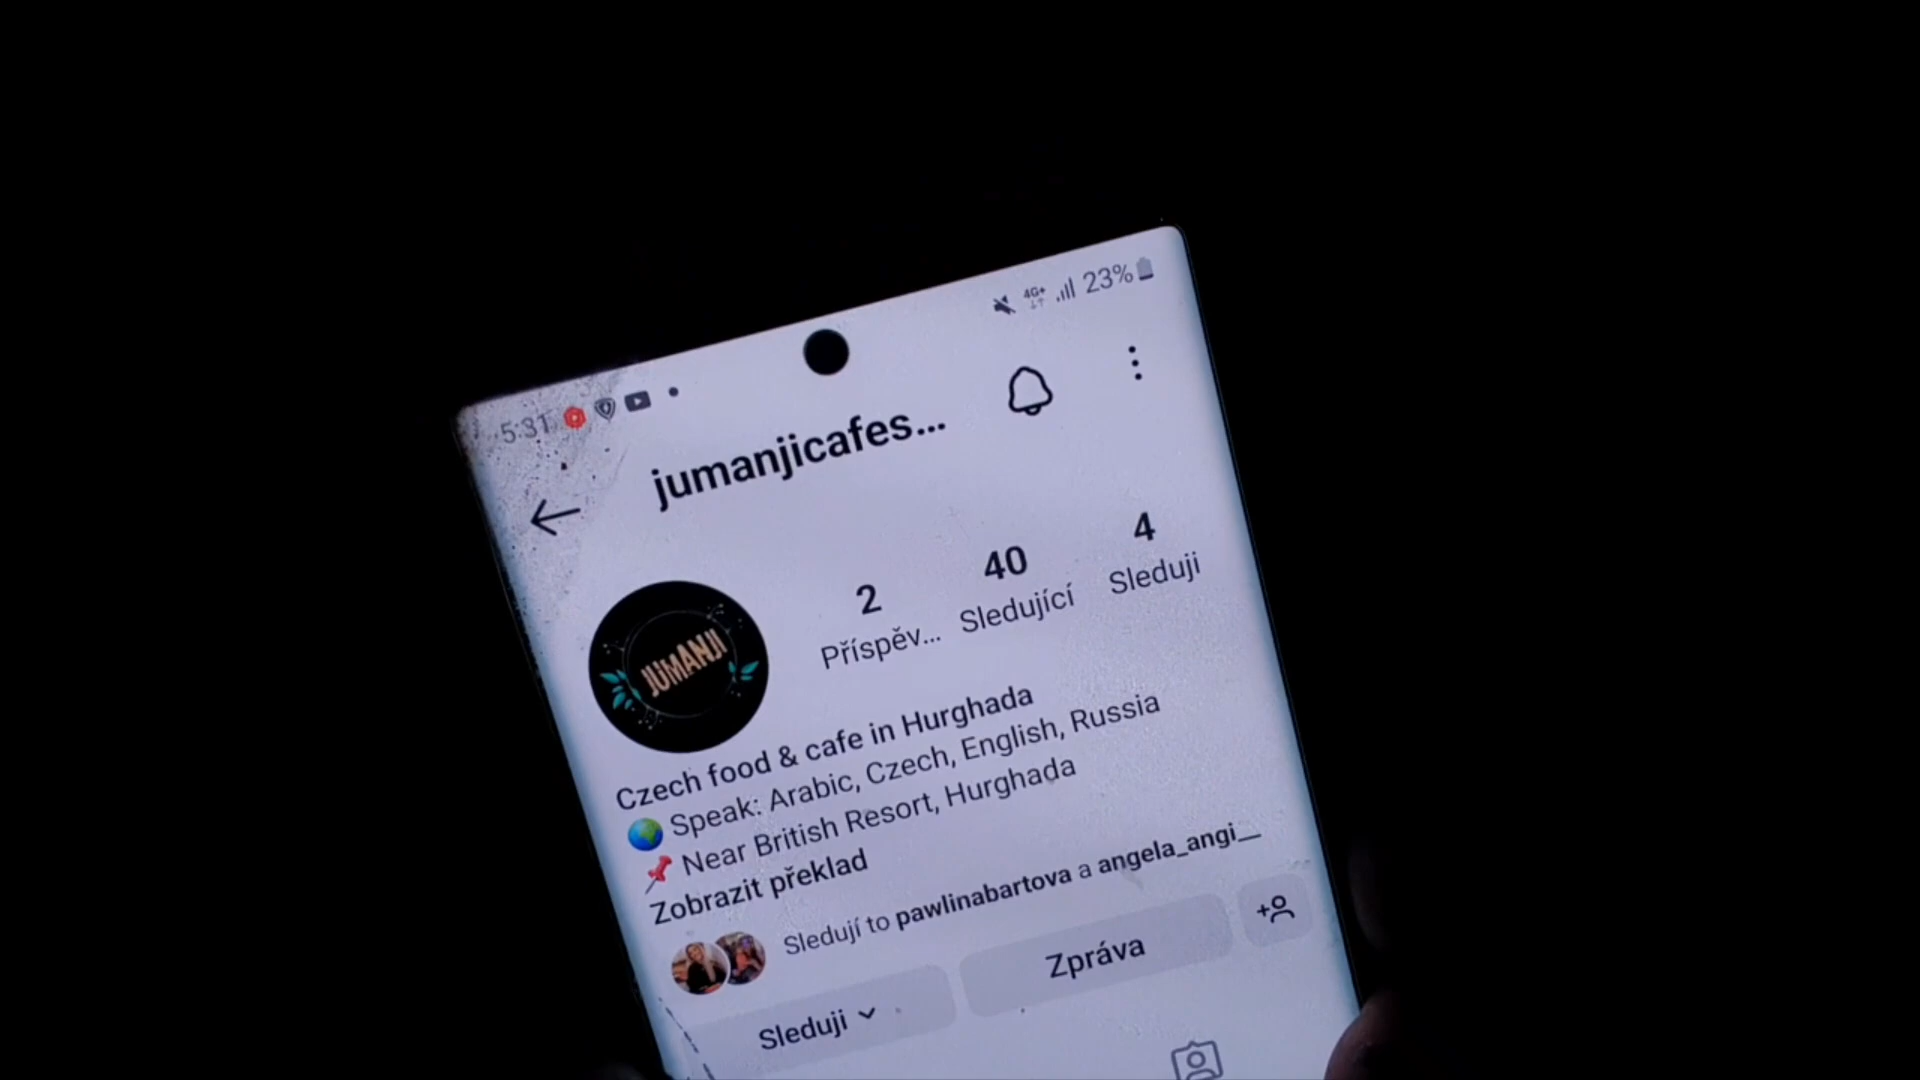 5:31
4G+ 23%
jumanjicafes...
JUMANJI
2 40 4
Příspěv... Sledující Sleduji
Czech food & cafe in Hurghada
Speak: Arabic, Czech, English, Russia
Near British Resort, Hurghada
Zobrazit překlad
Sledují to pawlinabartova a angela_angi__
Sleduji Zpráva